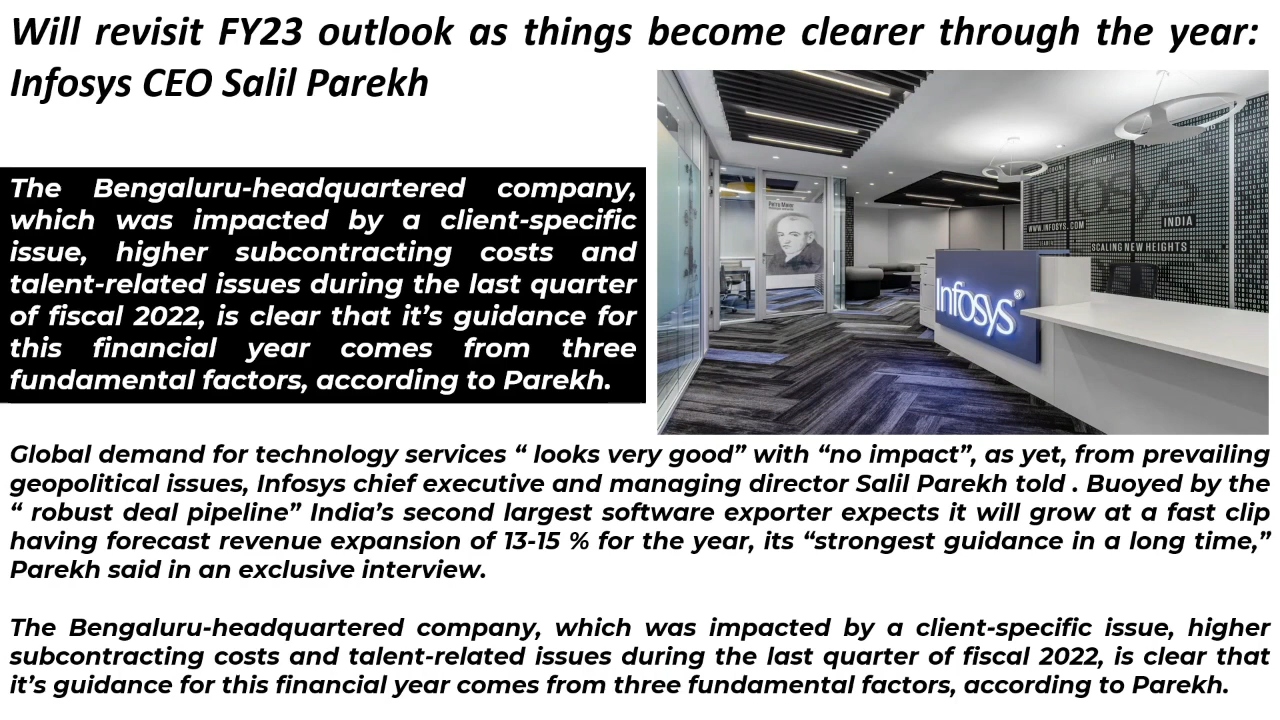 Will revisit FY23 outlook as things become clearer through the year:
Infosys CEO Salil Parekh
The Bengaluru-headquartered company,
which was impacted by a client-specific
issue, higher subcontracting costs and
talent-related issues during the last quarter
of fiscal 2022, is clear that it’s guidance for
this financial year comes from three
fundamental factors, according to Parekh.
GROWTH
INDIA
WWW.INFOSYS.COM
SCALING NEW HEIGHTS
Infosys®
Global demand for technology services “ looks very good” with “no impact”, as yet, from prevailing
geopolitical issues, Infosys chief executive and managing director Salil Parekh told . Buoyed by the
“ robust deal pipeline” India’s second largest software exporter expects it will grow at a fast clip
having forecast revenue expansion of 13-15 % for the year, its “strongest guidance in a long time,”
Parekh said in an exclusive interview.
The Bengaluru-headquartered company, which was impacted by a client-specific issue, higher
subcontracting costs and talent-related issues during the last quarter of fiscal 2022, is clear that
it’s guidance for this financial year comes from three fundamental factors, according to Parekh.